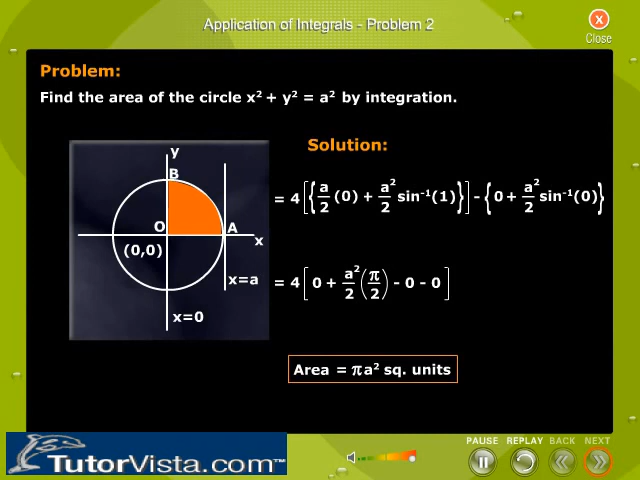 Application of Integrals - Problem 2
x
Close
Problem:
Find the area of the circle x² + y² = a² by integration.
Solution:
y
B
O
A
x
(0,0)
x=a
x=0
= 4 [ { a/2 (0) + a²/2 sin⁻¹(1) } ] - { 0 + a²/2 sin⁻¹(0) }
= 4 [ 0 + a²/2 (π/2) - 0 - 0 ]
Area = πa² sq. units
PAUSE REPLAY BACK NEXT
TutorVista.com™